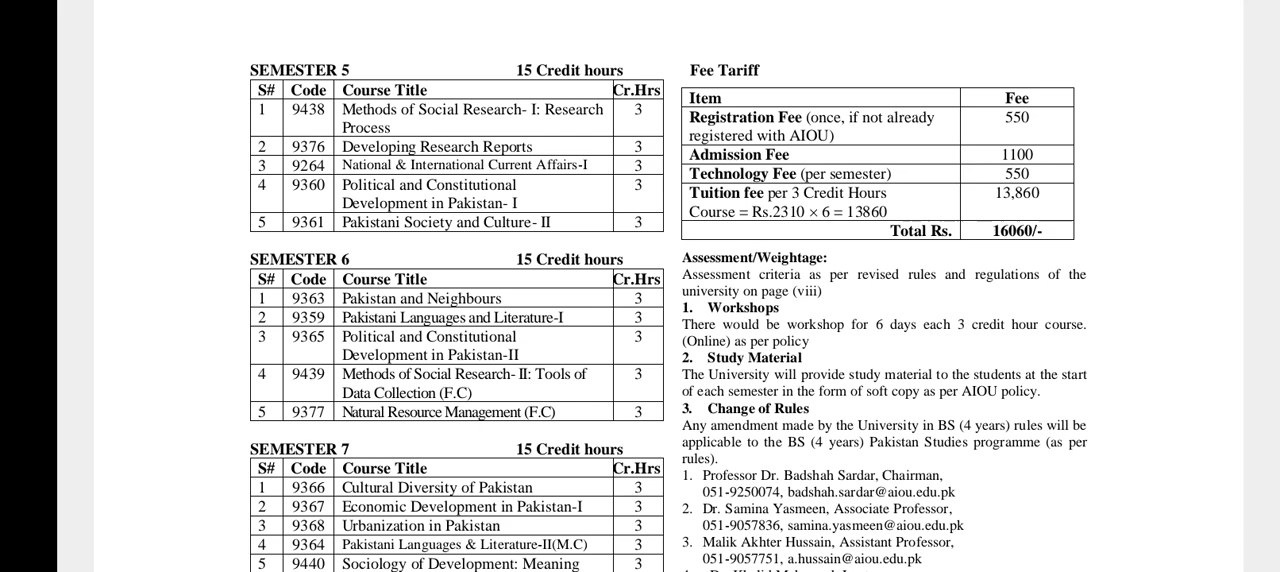 SEMESTER 5 15 Credit hours
S# Code Course Title Cr.Hrs
1 9438 Methods of Social Research- I: Research 3
Process
2 9376 Developing Research Reports 3
3 9264 National & International Current Affairs-I 3
4 9360 Political and Constitutional 3
Development in Pakistan- I
5 9361 Pakistani Society and Culture- II 3
SEMESTER 6 15 Credit hours
S# Code Course Title Cr.Hrs
1 9363 Pakistan and Neighbours 3
2 9359 Pakistani Languages and Literature-I 3
3 9365 Political and Constitutional 3
Development in Pakistan-II
4 9439 Methods of Social Research- II: Tools of 3
Data Collection (F.C)
5 9377 Natural Resource Management (F.C) 3
SEMESTER 7 15 Credit hours
S# Code Course Title Cr.Hrs
1 9366 Cultural Diversity of Pakistan 3
2 9367 Economic Development in Pakistan-I 3
3 9368 Urbanization in Pakistan 3
4 9364 Pakistani Languages & Literature-II(M.C) 3
5 9440 Sociology of Development: Meaning 3
Fee Tariff
Item Fee
Registration Fee (once, if not already 550
registered with AIOU)
Admission Fee 1100
Technology Fee (per semester) 550
Tuition fee per 3 Credit Hours 13,860
Course = Rs.2310 × 6 = 13860
Total Rs. 16060/-
Assessment/Weightage:
Assessment criteria as per revised rules and regulations of the
university on page (viii)
1. Workshops
There would be workshop for 6 days each 3 credit hour course.
(Online) as per policy
2. Study Material
The University will provide study material to the students at the start
of each semester in the form of soft copy as per AIOU policy.
3. Change of Rules
Any amendment made by the University in BS (4 years) rules will be
applicable to the BS (4 years) Pakistan Studies programme (as per
rules).
1. Professor Dr. Badshah Sardar, Chairman,
051-9250074, badshah.sardar@aiou.edu.pk
2. Dr. Samina Yasmeen, Associate Professor,
051-9057836, samina.yasmeen@aiou.edu.pk
3. Malik Akhter Hussain, Assistant Professor,
051-9057751, a.hussain@aiou.edu.pk